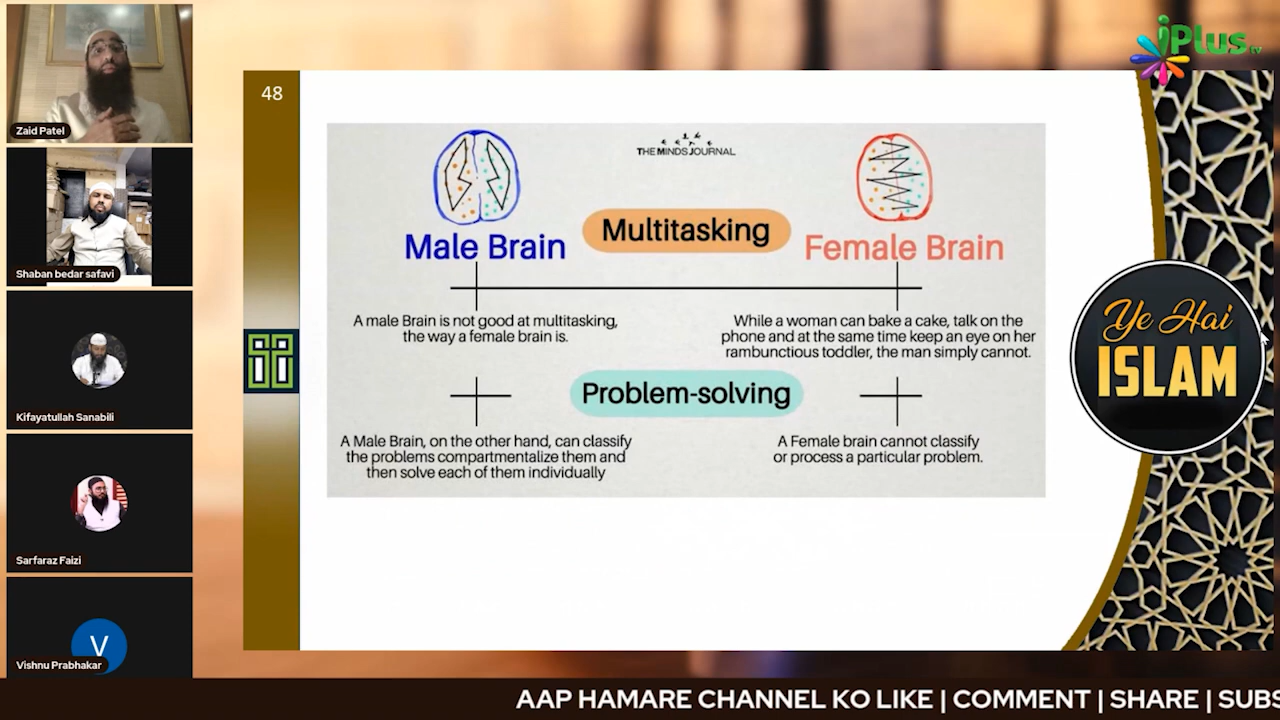 iPlus tv
Zaid Patel
Shaban bedar safavi
Kifayatullah Sanabili
Sarfaraz Faizi
V
Vishnu Prabhakar
48
THE MINDS JOURNAL
Multitasking
Male Brain
Female Brain
A male Brain is not good at multitasking,
the way a female brain is.
While a woman can bake a cake, talk on the
phone and at the same time keep an eye on her
rambunctious toddler, the man simply cannot.
Problem-solving
A Male Brain, on the other hand, can classify
the problems compartmentalize them and
then solve each of them individually
A Female brain cannot classify
or process a particular problem.
Ye Hai
ISLAM
AAP HAMARE CHANNEL KO LIKE | COMMENT | SHARE | SUBS